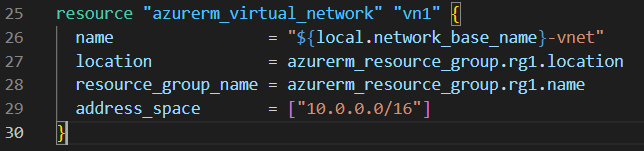 25 resource "azurerm_virtual_network" "vn1" {
26   name                = "${local.network_base_name}-vnet"
27   location            = azurerm_resource_group.rg1.location
28   resource_group_name = azurerm_resource_group.rg1.name
29   address_space       = ["10.0.0.0/16"]
30 }